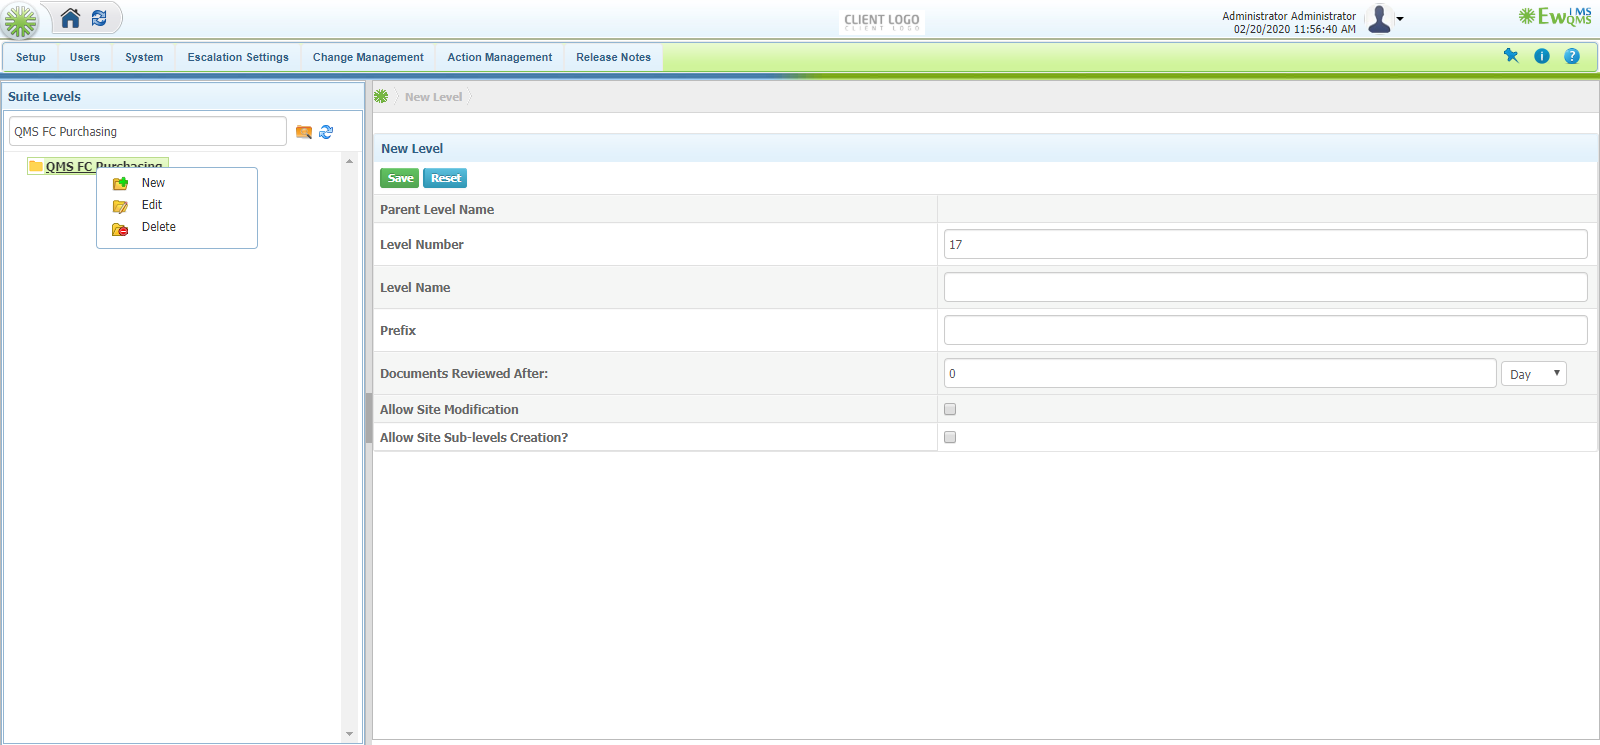 CLIENT LOGO
CLIENT LOGO
Administrator Administrator
02/20/2020 11:56:40 AM
EwQMS
IMS
Setup
Users
System
Escalation Settings
Change Management
Action Management
Release Notes
Suite Levels
QMS FC Purchasing
QMS FC Purchasing
New
Edit
Delete
New Level
New Level
Save
Reset
Parent Level Name
Level Number
17
Level Name
Prefix
Documents Reviewed After:
0
Day
Allow Site Modification
Allow Site Sub-levels Creation?